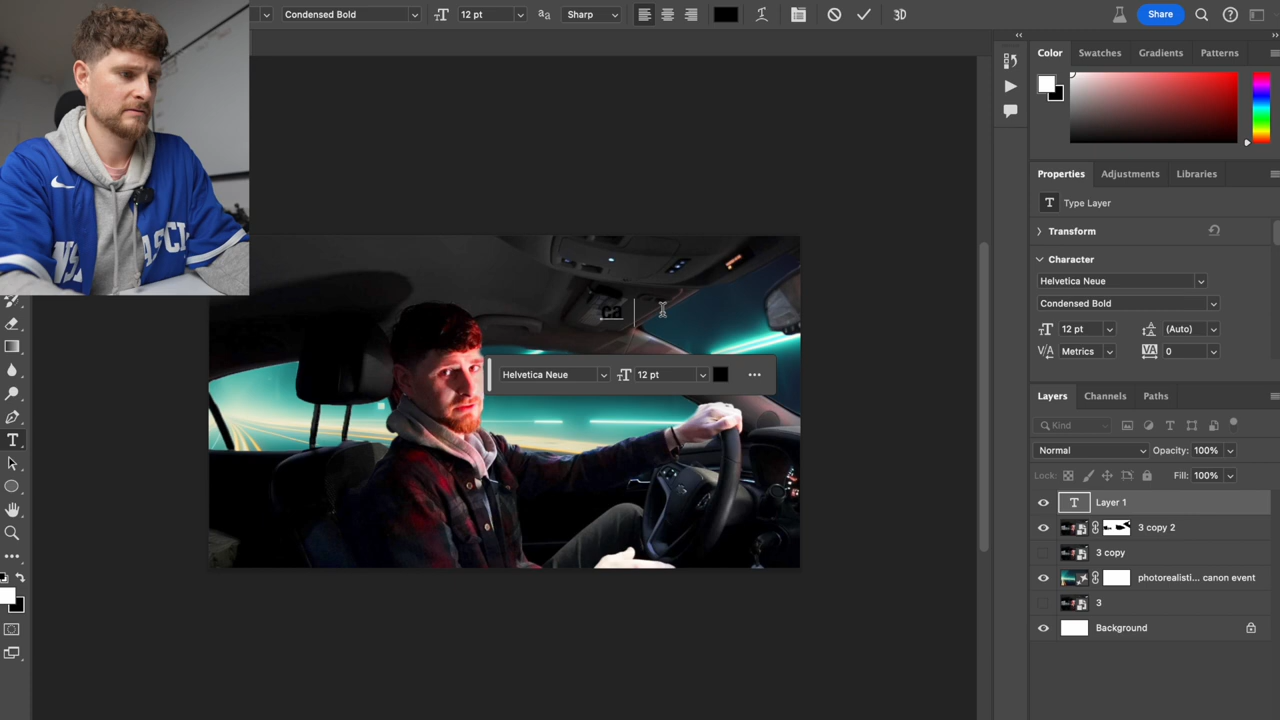 Condensed Bold
12 pt
Sharp
3D
Share
Color
Swatches
Gradients
Patterns
Properties
Adjustments
Libraries
Type Layer
Transform
Character
Helvetica Neue
Condensed Bold
12 pt
(Auto)
Metrics
0
ca
Helvetica Neue
12 pt
Layers
Channels
Paths
Kind
Normal
Opacity: 100%
Lock:
Fill: 100%
Layer 1
3 copy 2
3 copy
photorealisti... canon event
3
Background